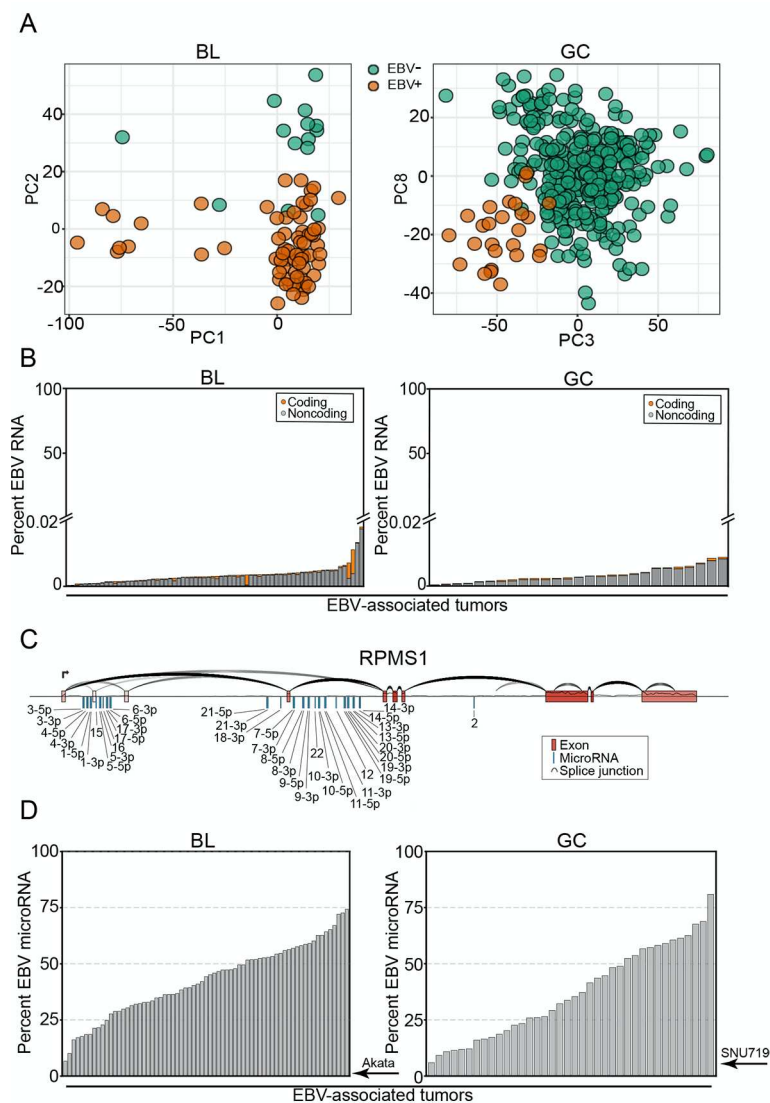 A
BL
GC
EBV-
EBV+
PC2
40
20
0
-20
-100
-50
0
PC1
PC8
20
0
-20
-40
-50
0
50
PC3
B
BL
GC
Percent EBV RNA
100
50
0.02
0
Coding
Noncoding
Percent EBV RNA
100
50
0.02
0
Coding
Noncoding
EBV-associated tumors
C
RPMS1
3-5p
3-3p
4-5p
4-3p
1-5p
1-3p
15
5-5p
5-3p
16
17-5p
17-3p
6-5p
6-3p
21-5p
21-3p
18-3p
7-5p
7-3p
8-5p
8-3p
9-5p
9-3p
22
10-3p
10-5p
11-5p
11-3p
12
19-5p
19-3p
20-5p
20-3p
13-5p
13-3p
14-5p
14-3p
2
Exon
MicroRNA
Splice junction
D
BL
GC
Percent EBV microRNA
100
75
50
25
0
Akata
Percent EBV microRNA
100
75
50
25
0
SNU719
EBV-associated tumors